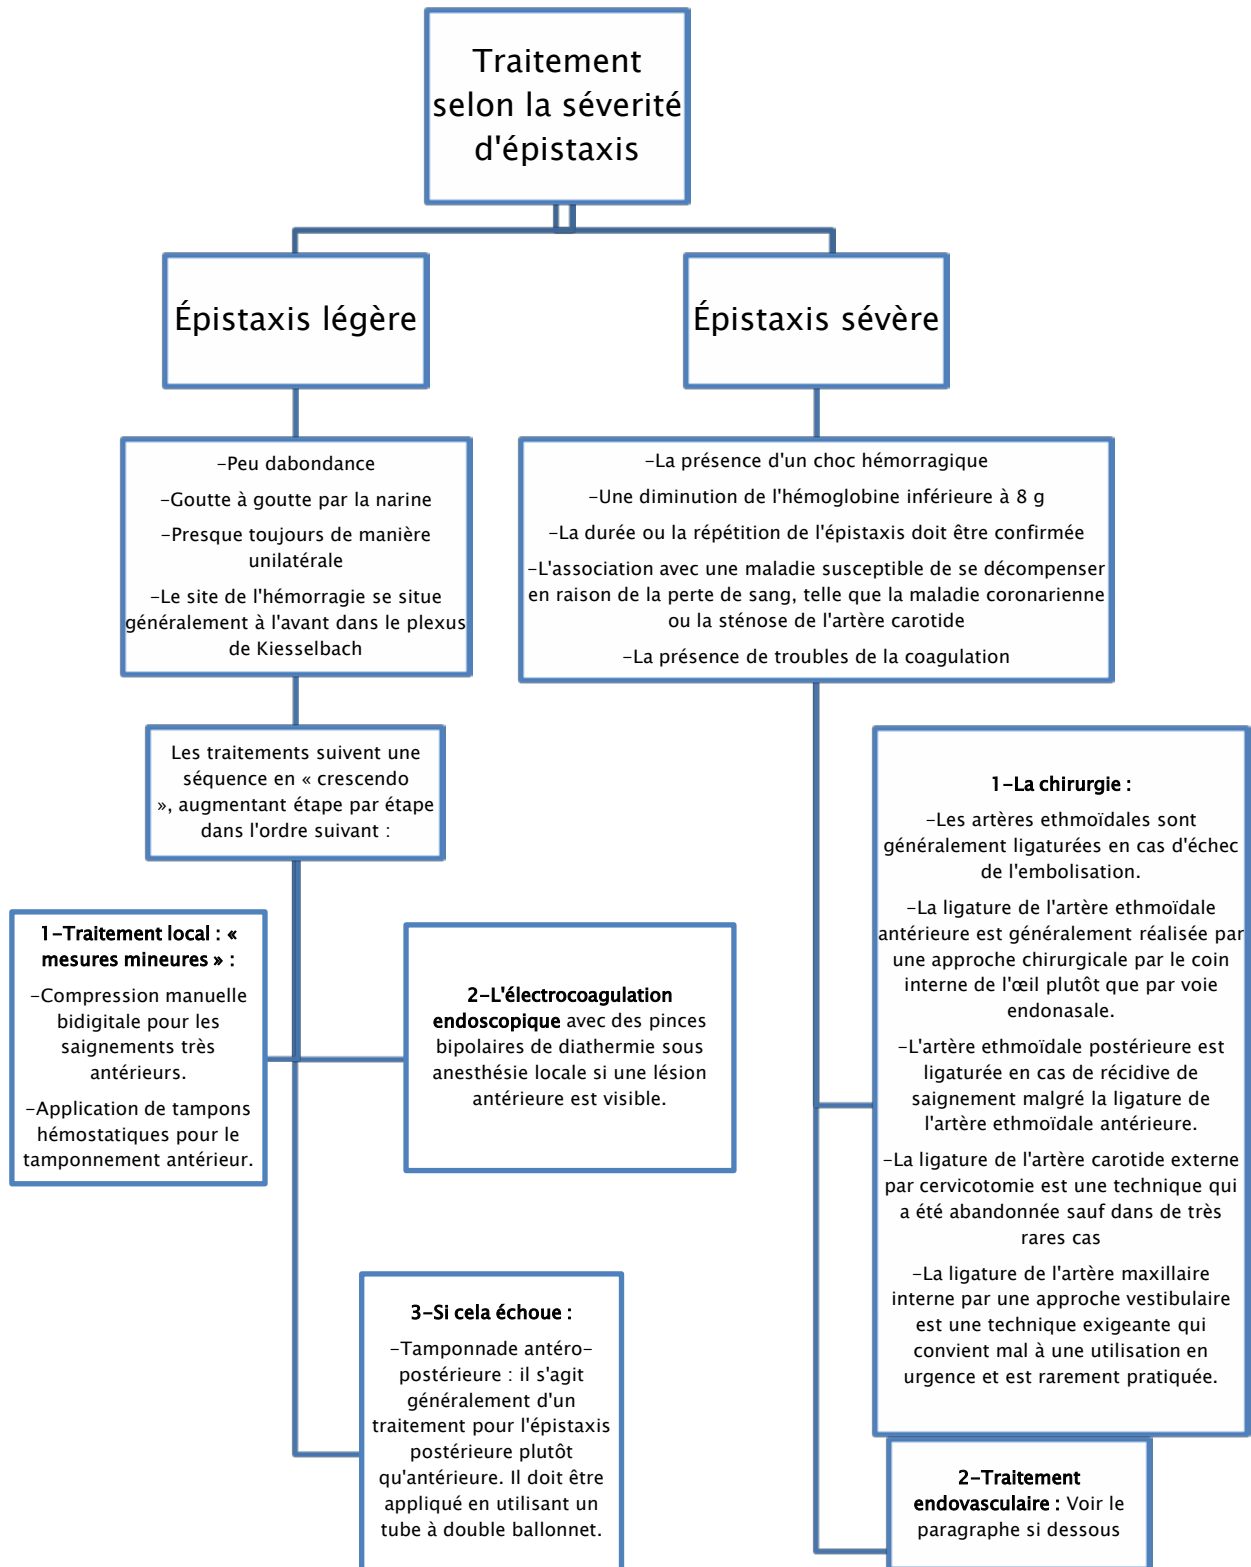 Traitement
selon la séverité
d'épistaxis
Épistaxis légère
Épistaxis sévère
-Peu dabondance
-Goutte à goutte par la narine
-Presque toujours de manière
unilatérale
-Le site de l'hémorragie se situe
généralement à l'avant dans le plexus
de Kiesselbach
-La présence d'un choc hémorragique
-Une diminution de l'hémoglobine inférieure à 8 g
-La durée ou la répétition de l'épistaxis doit être confirmée
-L'association avec une maladie susceptible de se décompenser
en raison de la perte de sang, telle que la maladie coronarienne
ou la sténose de l'artère carotide
-La présence de troubles de la coagulation
Les traitements suivent une
séquence en « crescendo
», augmentant étape par étape
dans l'ordre suivant :
1-Traitement local : «
mesures mineures » :
-Compression manuelle
bidigitale pour les
saignements très
antérieurs.
-Application de tampons
hémostatiques pour le
tamponnement antérieur.
2-L'électrocoagulation
endoscopique avec des pinces
bipolaires de diathermie sous
anesthésie locale si une lésion
antérieure est visible.
3-Si cela échoue :
-Tamponnade antéro-
postérieure : il s'agit
généralement d'un
traitement pour l'épistaxis
postérieure plutôt
qu'antérieure. Il doit être
appliqué en utilisant un
tube à double ballonnet.
1-La chirurgie :
-Les artères ethmoïdales sont
généralement ligaturées en cas d'échec
de l'embolisation.
-La ligature de l'artère ethmoïdale
antérieure est généralement réalisée par
une approche chirurgicale par le coin
interne de l'œil plutôt que par voie
endonasale.
-L'artère ethmoïdale postérieure est
ligaturée en cas de récidive de
saignement malgré la ligature de
l'artère ethmoïdale antérieure.
-La ligature de l'artère carotide externe
par cervicotomie est une technique qui
a été abandonnée sauf dans de très
rares cas
-La ligature de l'artère maxillaire
interne par une approche vestibulaire
est une technique exigeante qui
convient mal à une utilisation en
urgence et est rarement pratiquée.
2-Traitement
endovasculaire : Voir le
paragraphe si dessous